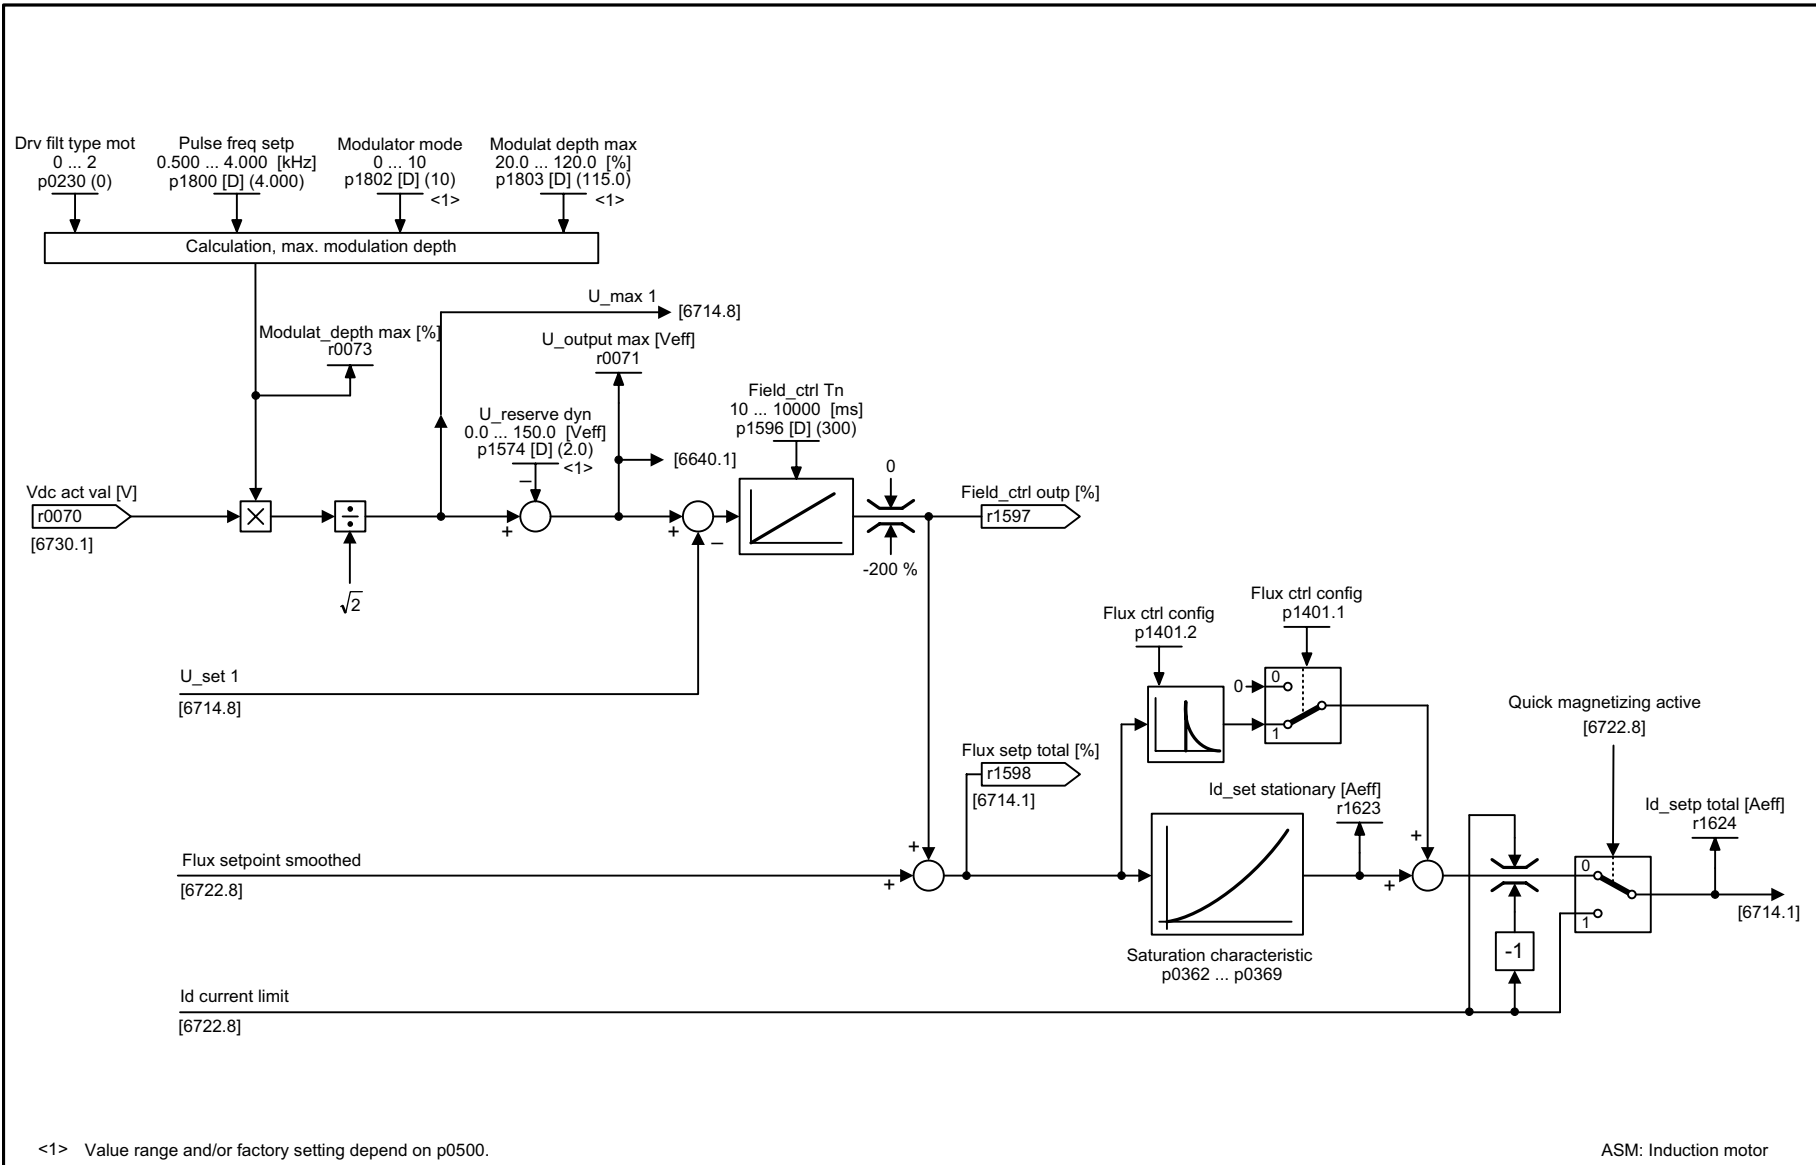 Drv filt type mot
0 ... 2
p0230 (0)
Pulse freq setp
0.500 ... 4.000 [kHz]
p1800 [D] (4.000)
Modulator mode
0 ... 10
p1802 [D] (10)
<1>
Modulat depth max
20.0 ... 120.0 [%]
p1803 [D] (115.0)
<1>
Calculation, max. modulation depth
U_max 1
[6714.8]
Modulat_depth max [%]
r0073
U_output max [Veff]
r0071
U_reserve dyn
0.0 ... 150.0 [Veff]
p1574 [D] (2.0)
<1>
[6640.1]
Field_ctrl Tn
10 ... 10000 [ms]
p1596 [D] (300)
0
-200 %
Field_ctrl outp [%]
r1597
Vdc act val [V]
r0070
[6730.1]
×
÷
√2
+
–
+
–
U_set 1
[6714.8]
Flux ctrl config
p1401.2
Flux ctrl config
p1401.1
0
0
1
Quick magnetizing active
[6722.8]
Flux setp total [%]
r1598
[6714.1]
Id_set stationary [Aeff]
r1623
Id_setp total [Aeff]
r1624
Flux setpoint smoothed
[6722.8]
+
+
+
+
0
1
[6714.1]
Saturation characteristic
p0362 ... p0369
-1
Id current limit
[6722.8]
<1> Value range and/or factory setting depend on p0500.
ASM: Induction motor